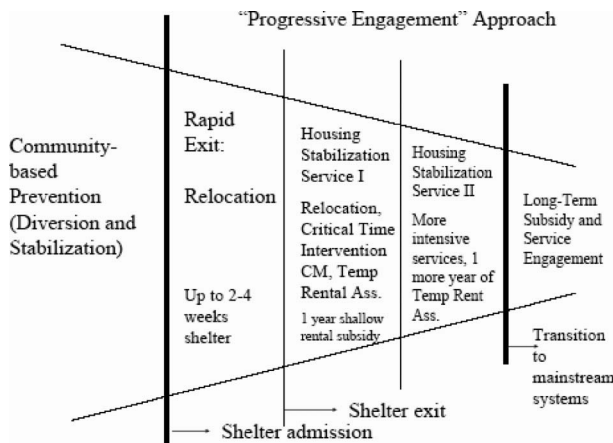 “Progressive Engagement” Approach
Community-
based
Prevention
(Diversion and
Stabilization)
Rapid
Exit:
Relocation
Up to 2-4
weeks
shelter
Housing
Stabilization
Service I
Relocation,
Critical Time
Intervention
CM, Temp
Rental Ass.
1 year shallow
rental subsidy
Housing
Stabilization
Service II
More
intensive
services, 1
more year of
Temp Rent
Ass.
Long-Term
Subsidy and
Service
Engagement
Transition
to
mainstream
systems
Shelter exit
Shelter admission